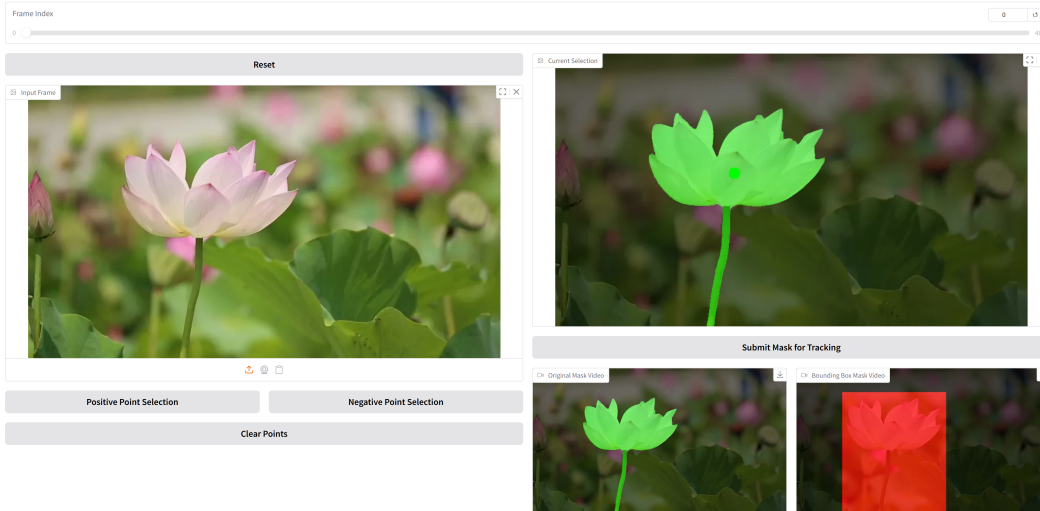 Frame Index
0
0
Reset
Input Frame
Current Selection
Submit Mask for Tracking
Positive Point Selection
Negative Point Selection
Clear Points
Original Mask Video
Bounding Box Mask Video